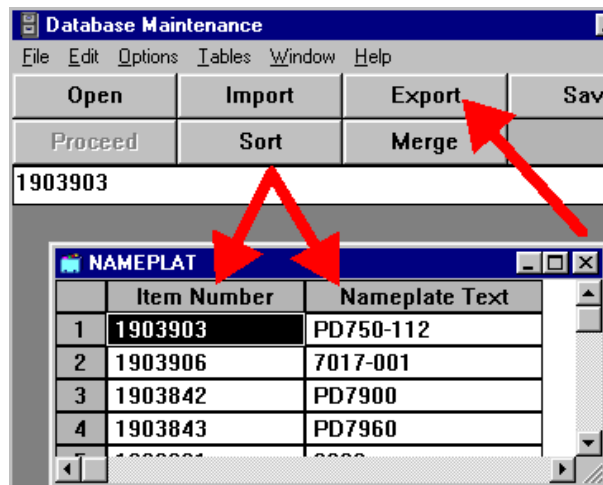 Database Maintenance
File Edit Options Tables Window Help
Open Import Export Sav
Proceed Sort Merge
1903903
NAMEPLAT
Item Number Nameplate Text
1 1903903 PD750-112
2 1903906 7017-001
3 1903842 PD7900
4 1903843 PD7960